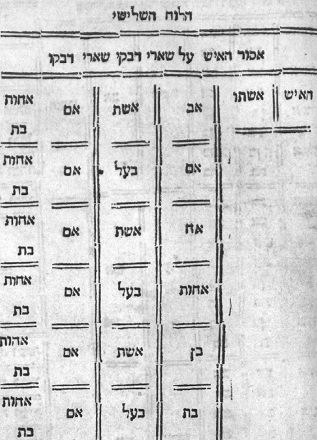 הלוח השלישי
אסור האיש על שארי דבקו שארי דבקו
האיש אשתו אב אשת אם אחות
בת
אם בעל אם אחות
בת
אח אשת אם אחות
בת
אחות בעל אם אחות
בת
בן אשת אם אחות
בת
בת בעל אם אחות
בת